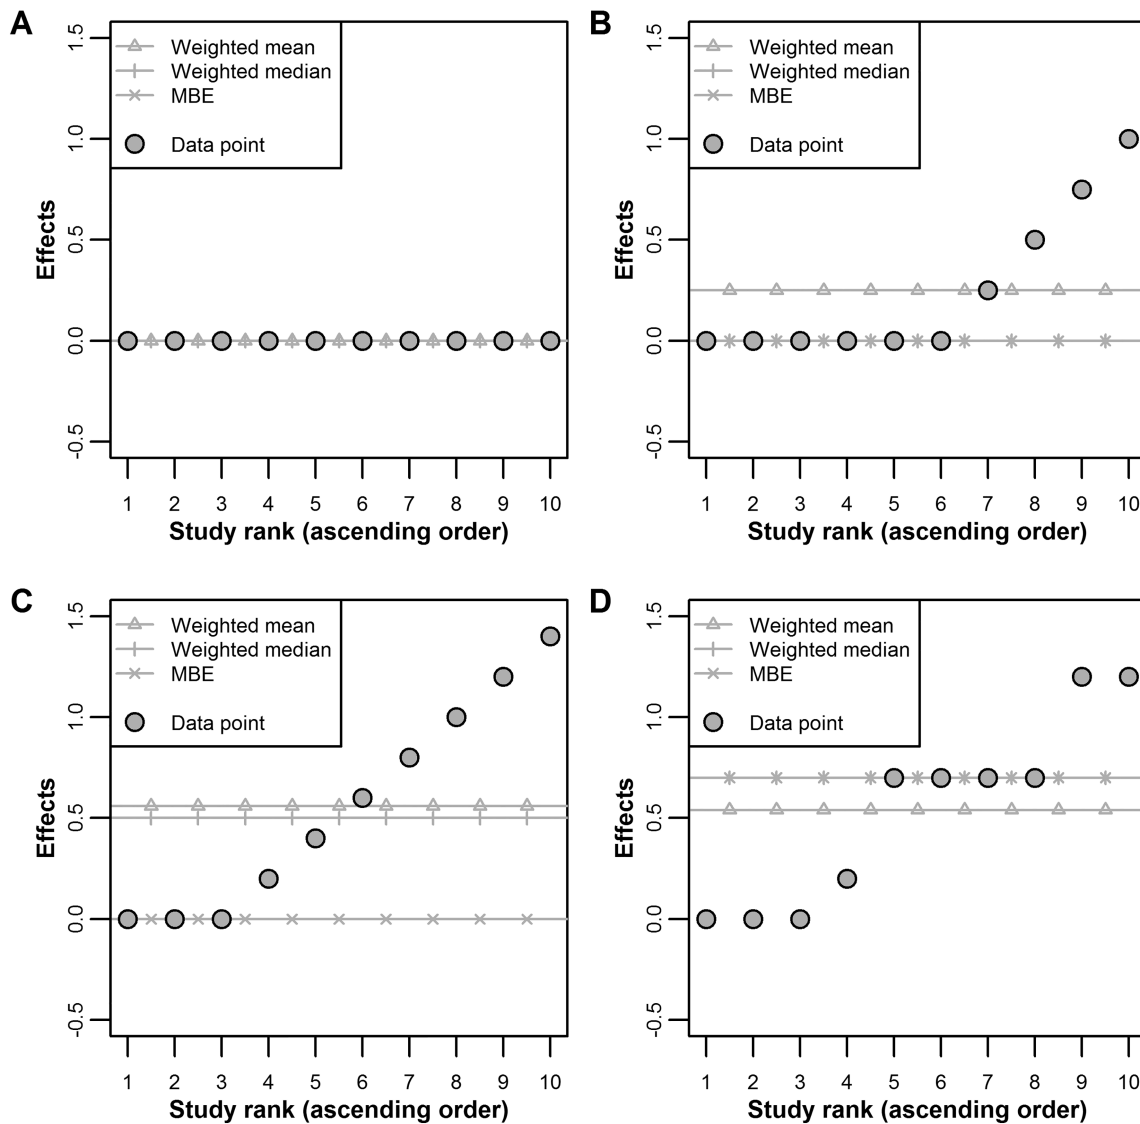 A
Weighted mean
Weighted median
MBE
Data point
Effects
1.5
1.0
0.5
0.0
-0.5
1 2 3 4 5 6 7 8 9 10
Study rank (ascending order)
B
Weighted mean
Weighted median
MBE
Data point
Effects
1.5
1.0
0.5
0.0
-0.5
1 2 3 4 5 6 7 8 9 10
Study rank (ascending order)
C
Weighted mean
Weighted median
MBE
Data point
Effects
1.5
1.0
0.5
0.0
-0.5
1 2 3 4 5 6 7 8 9 10
Study rank (ascending order)
D
Weighted mean
Weighted median
MBE
Data point
Effects
1.5
1.0
0.5
0.0
-0.5
1 2 3 4 5 6 7 8 9 10
Study rank (ascending order)